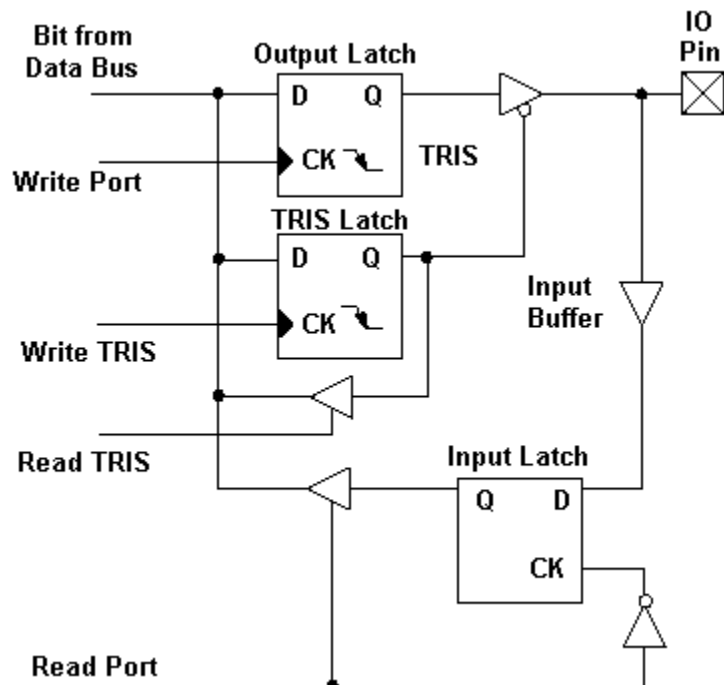 IO
Pin
Bit from
Data Bus
Output Latch
D Q
CK
TRIS
Write Port
TRIS Latch
D Q
CK
Input
Buffer
Write TRIS
Read TRIS
Input Latch
Q D
CK
Read Port